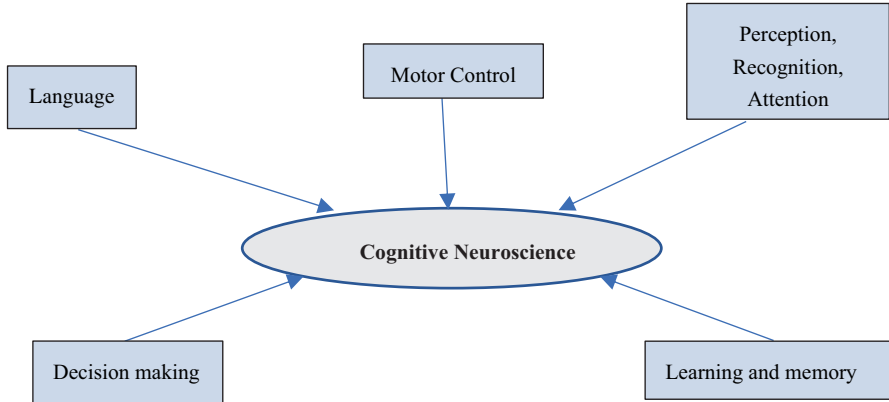 Language
Motor Control
Perception,
Recognition,
Attention
Cognitive Neuroscience
Decision making
Learning and memory